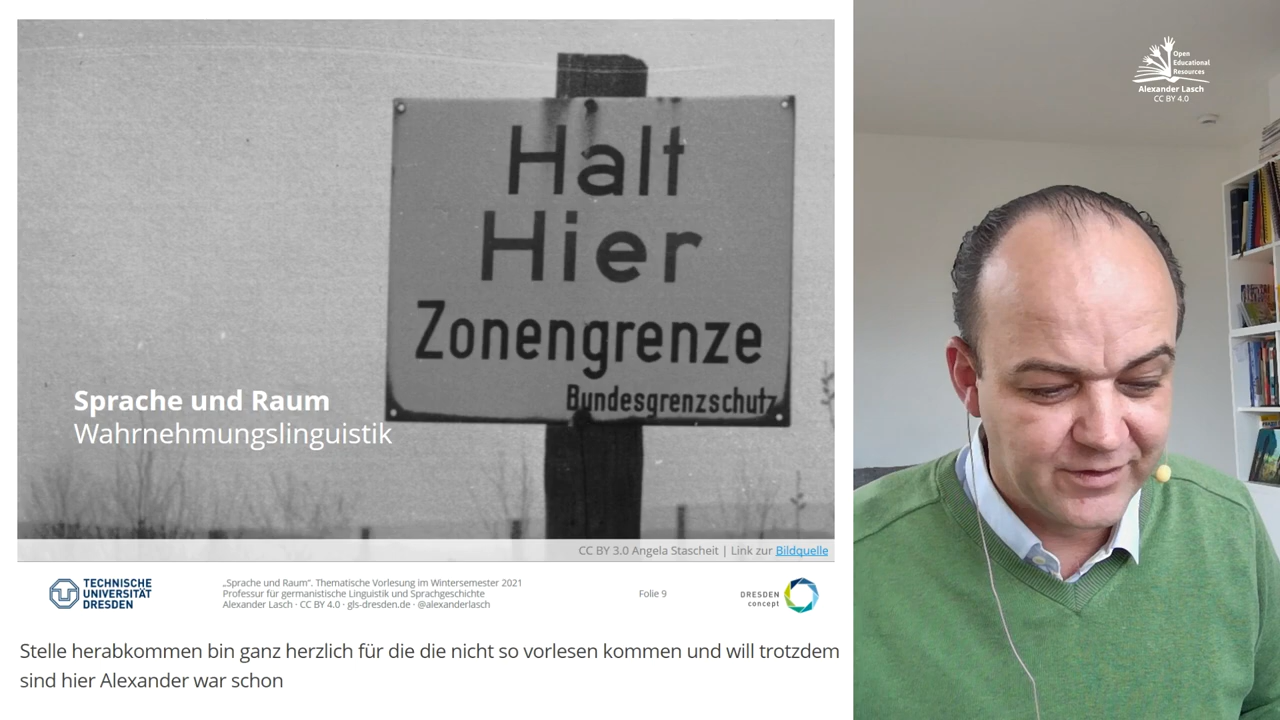 Halt
Hier
Zonengrenze
Bundesgrenzschutz
Sprache und Raum
Wahrnehmungslinguistik
CC BY 3.0 Angela Stascheit | Link zur Bildquelle
TECHNISCHE
UNIVERSITÄT
DRESDEN
„Sprache und Raum“. Thematische Vorlesung im Wintersemester 2021
Professur für germanistische Linguistik und Sprachgeschichte
Alexander Lasch · CC BY 4.0 · gls-dresden.de · @alexanderlasch
Folie 9
DRESDEN
concept
Stelle herabkommen bin ganz herzlich für die die nicht so vorlesen kommen und will trotzdem
sind hier Alexander war schon
Open
Educational
Resources
Alexander Lasch
CC BY 4.0